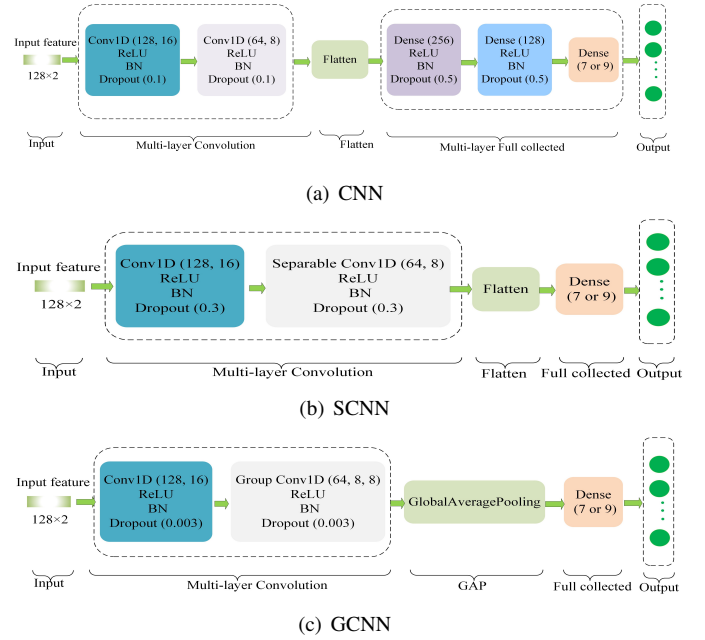 Input feature
128×2
Conv1D (128, 16)
ReLU
BN
Dropout (0.1)
Conv1D (64, 8)
ReLU
BN
Dropout (0.1)
Flatten
Dense (256)
ReLU
BN
Dropout (0.5)
Dense (128)
ReLU
BN
Dropout (0.5)
Dense
(7 or 9)
Input
Multi-layer Convolution
Flatten
Multi-layer Full collected
Output
(a) CNN
Input feature
128×2
Conv1D (128, 16)
ReLU
BN
Dropout (0.3)
Separable Conv1D (64, 8)
ReLU
BN
Dropout (0.3)
Flatten
Dense
(7 or 9)
Input
Multi-layer Convolution
Flatten
Full collected
Output
(b) SCNN
Input feature
128×2
Conv1D (128, 16)
ReLU
BN
Dropout (0.003)
Group Conv1D (64, 8, 8)
ReLU
BN
Dropout (0.003)
GlobalAveragePooling
Dense
(7 or 9)
Input
Multi-layer Convolution
GAP
Full collected
Output
(c) GCNN